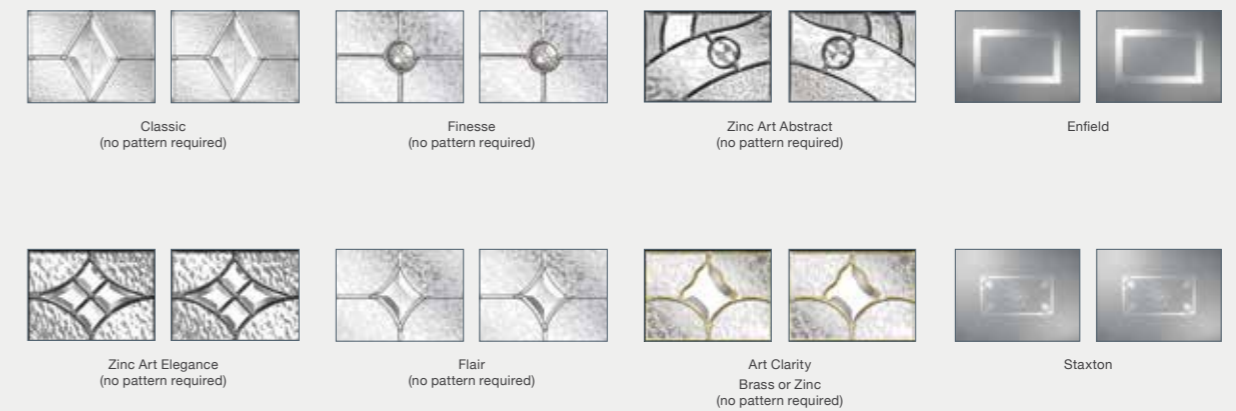 Classic
(no pattern required)
Finesse
(no pattern required)
Zinc Art Abstract
(no pattern required)
Enfield
Zinc Art Elegance
(no pattern required)
Flair
(no pattern required)
Art Clarity
Brass or Zinc
(no pattern required)
Staxton